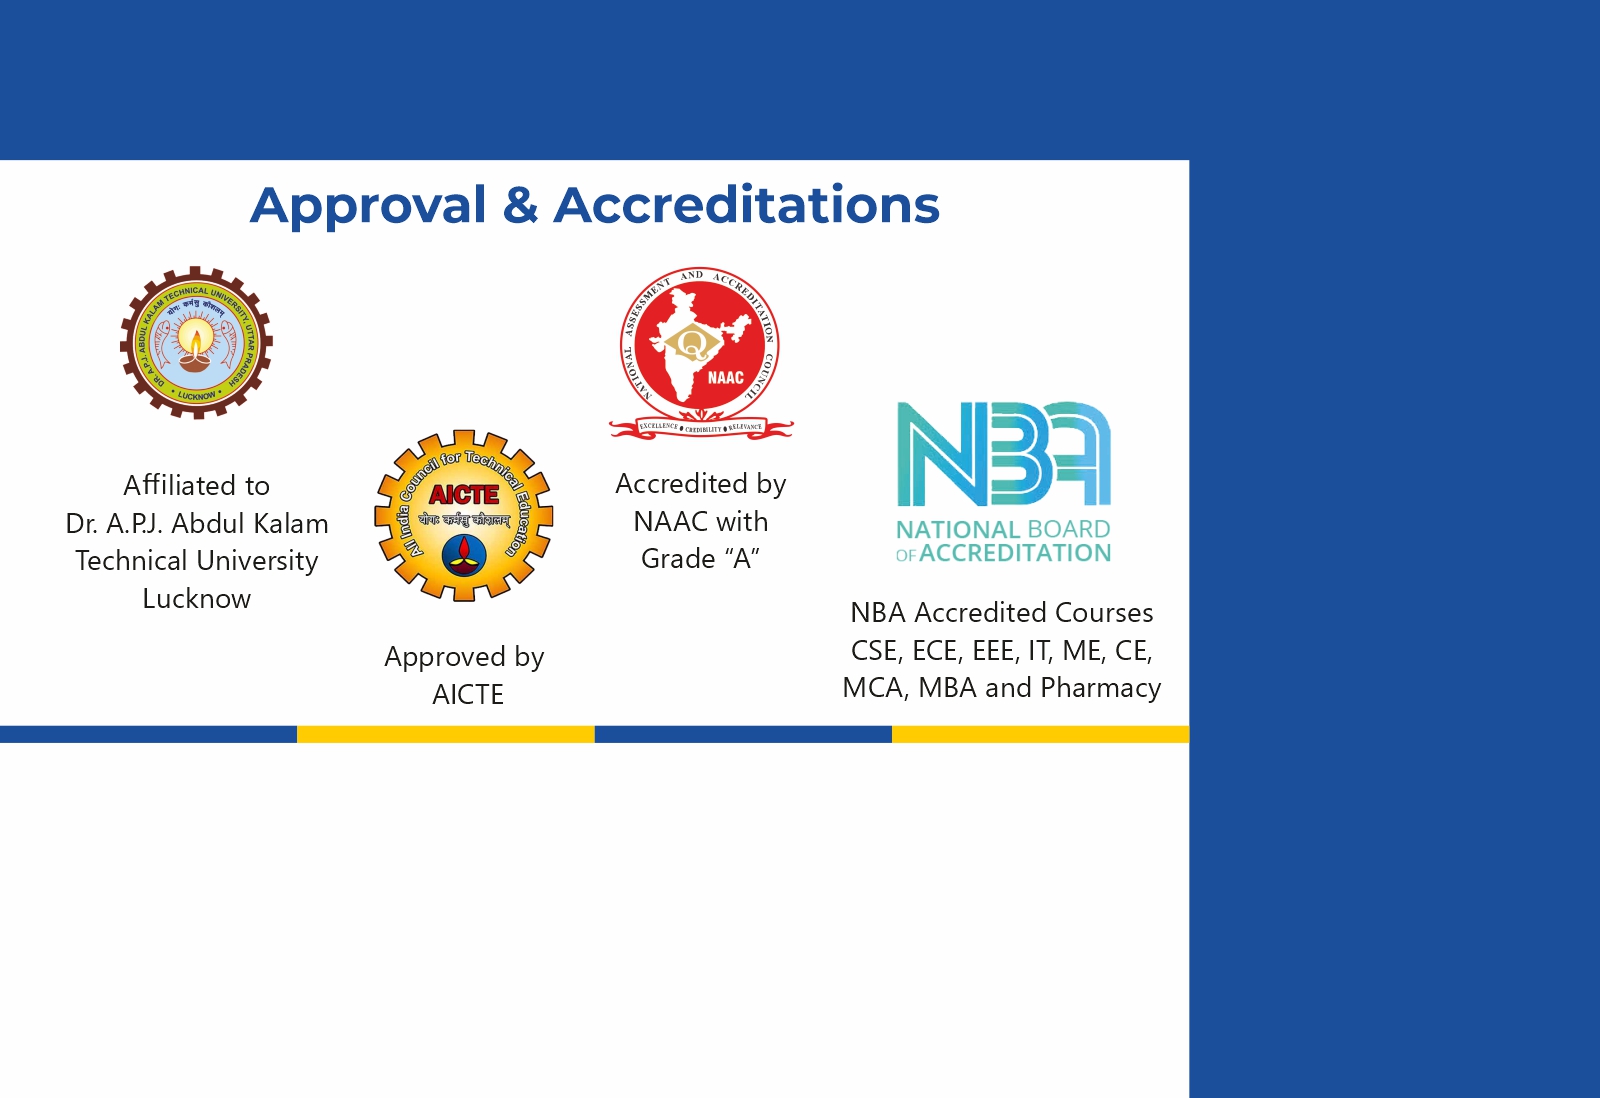 Approval & Accreditations
DR. A.P.J. ABDUL KALAM TECHNICAL UNIVERSITY, UTTAR PRADESH
योगः कर्मसु कौशलम्
• LUCKNOW •
Affiliated to
Dr. A.P.J. Abdul Kalam
Technical University
Lucknow
All India Council for Technical Education
AICTE
योगः कर्मसु कौशलम्
Approved by
AICTE
NATIONAL ASSESSMENT AND ACCREDITATION COUNCIL
Q
NAAC
EXCELLENCE • CREDIBILITY • RELEVANCE
Accredited by
NAAC with
Grade “A”
NBA
NATIONAL BOARD
OF ACCREDITATION
NBA Accredited Courses
CSE, ECE, EEE, IT, ME, CE,
MCA, MBA and Pharmacy